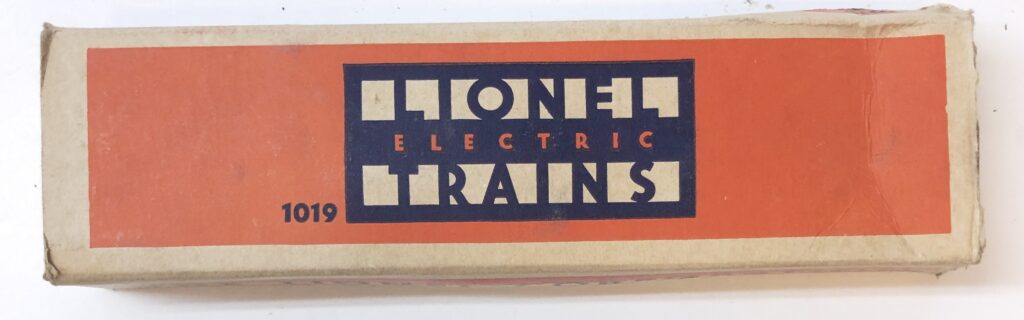 LIONEL
ELECTRIC
TRAINS
1019